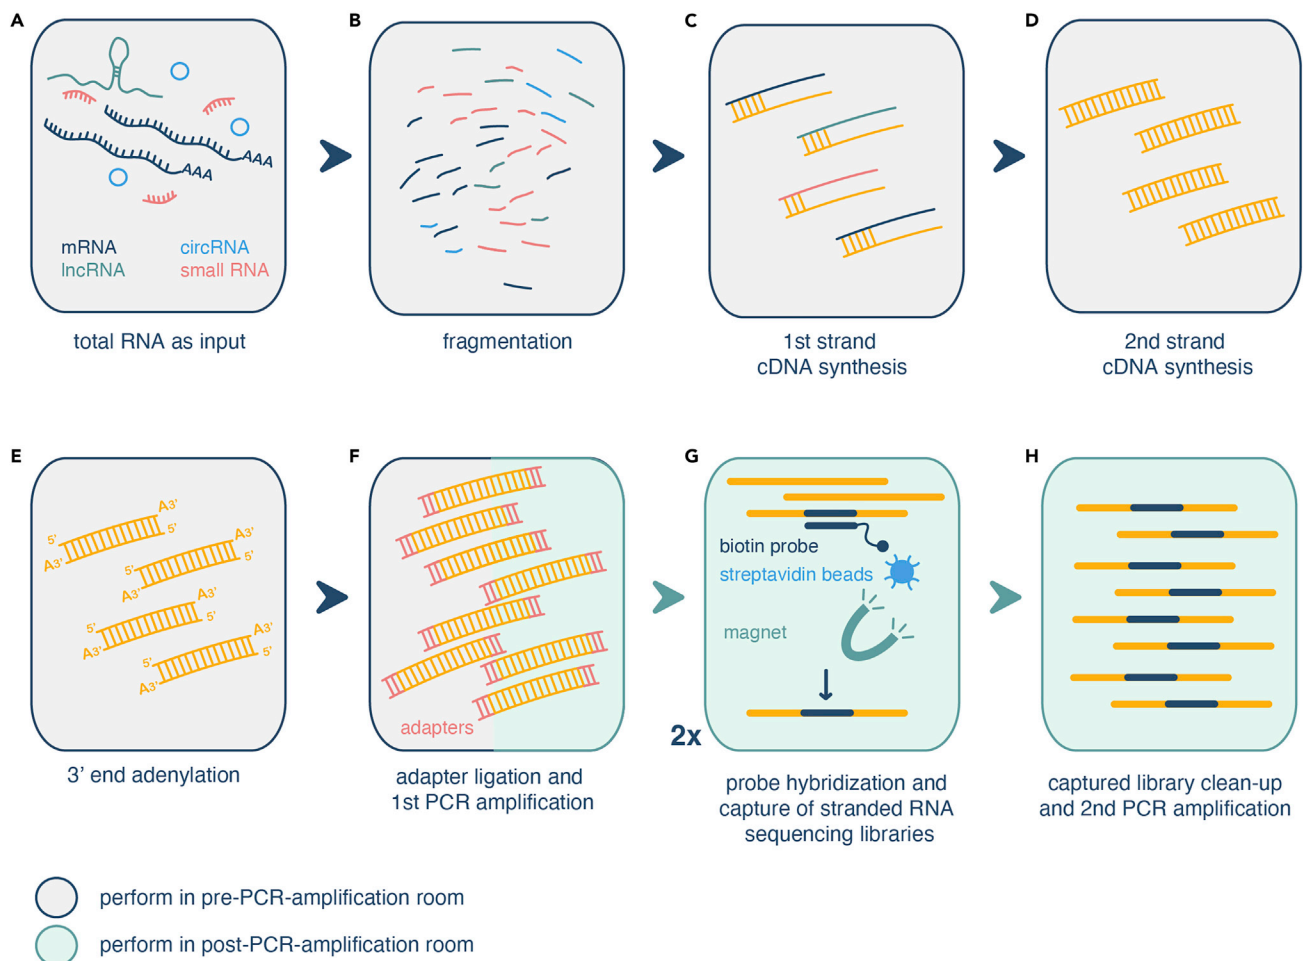 A
B
C
D
AAA
AAA
mRNA
circRNA
lncRNA
small RNA
total RNA as input
fragmentation
1st strand
cDNA synthesis
2nd strand
cDNA synthesis
E
F
G
H
A3'
5'
5'
A3'
A3'
5'
5'
A3'
A3'
5'
5'
A3'
A3'
5'
5'
A3'
adapters
biotin probe
streptavidin beads
magnet
2x
3’ end adenylation
adapter ligation and
1st PCR amplification
probe hybridization and
capture of stranded RNA
sequencing libraries
captured library clean-up
and 2nd PCR amplification
perform in pre-PCR-amplification room
perform in post-PCR-amplification room